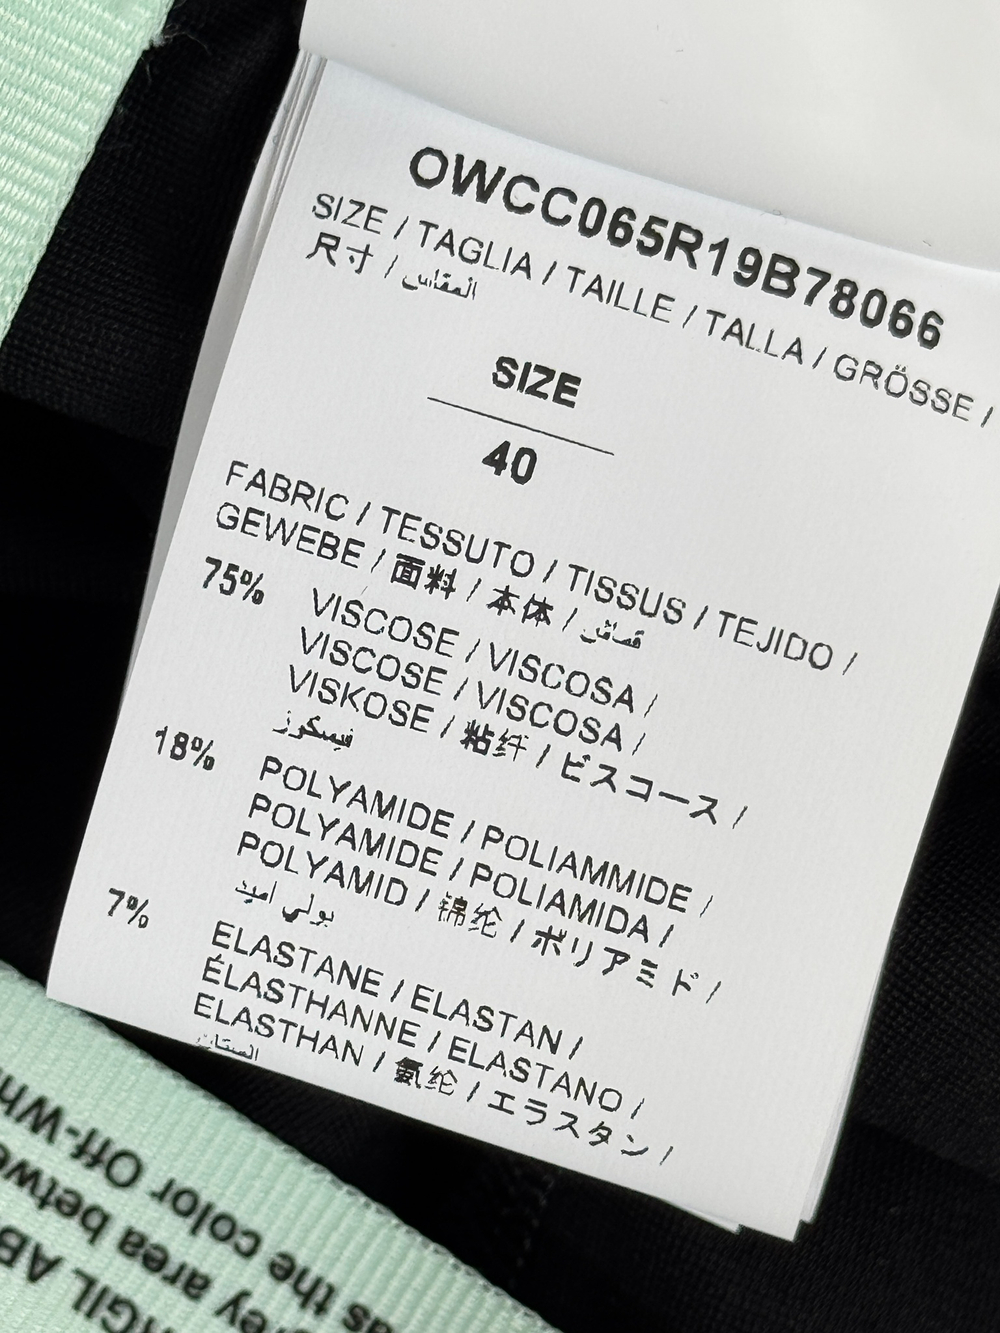 OWCC065R19B78066
SIZE / TAGLIA / TAILLE / TALLA / GRÖSSE /
尺寸 / المقاس
SIZE
40
FABRIC / TESSUTO / TISSUS / TEJIDO /
GEWEBE / 面料 / 本体 / قماش
75% VISCOSE / VISCOSA /
VISCOSE / VISCOSA /
VISKOSE / 粘纤 / ビスコース /
فيسكوز
18% POLYAMIDE / POLIAMMIDE /
POLYAMIDE / POLIAMIDA /
POLYAMID / 锦纶 / ポリアミド /
بولي اميد
7% ELASTANE / ELASTAN /
ÉLASTHANNE / ELASTANO /
ELASTHAN / 氨纶 / エラスタン /
area betwe
as the color Off-Wh